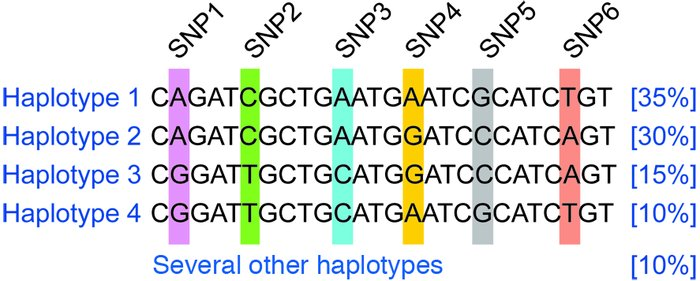 SNP1 SNP2 SNP3 SNP4 SNP5 SNP6
Haplotype 1 CAGATCGCTGAATGAATCGCATCTGT [35%]
Haplotype 2 CAGATCGCTGAATGGATCCCATCAGT [30%]
Haplotype 3 CGGATTGCTGCATGGATCCCATCAGT [15%]
Haplotype 4 CGGATTGCTGCATGAATCGCATCTGT [10%]
Several other haplotypes [10%]